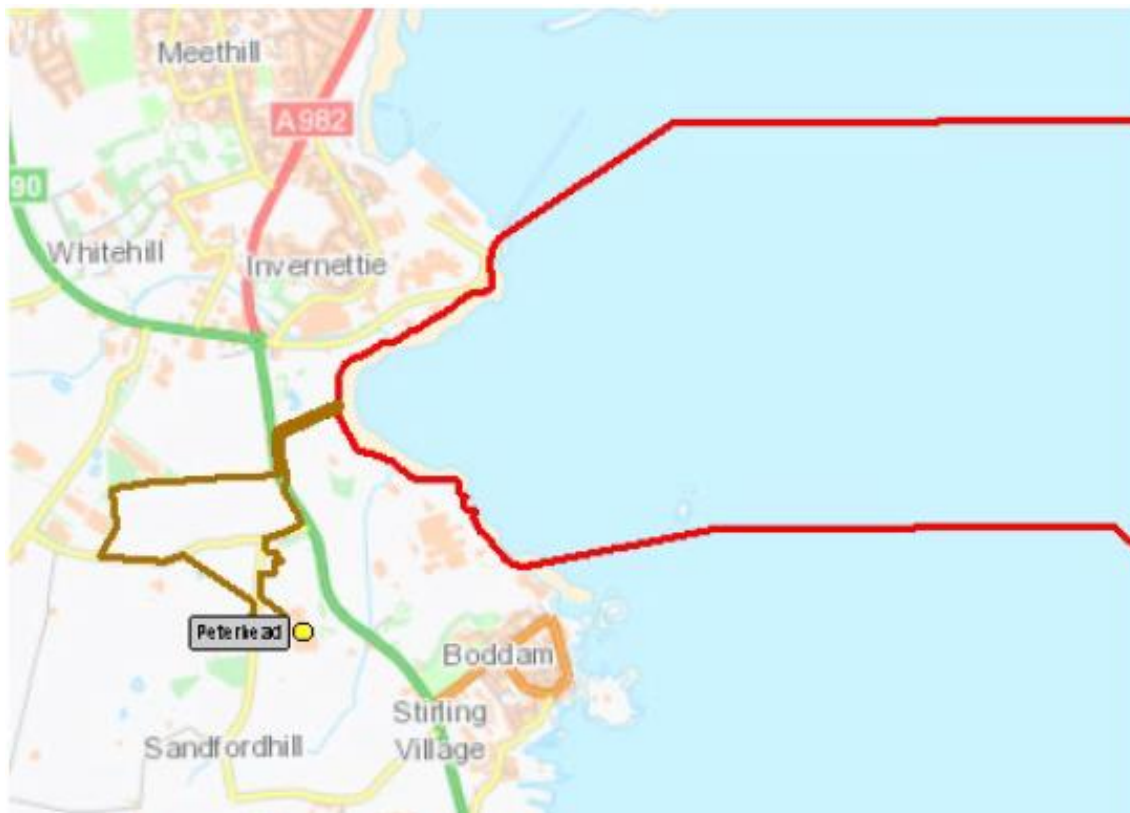 Meethill
A982
90
Whitehill
Invernettie
Peterhead
Boddam
Stirling
Village
Sandfordhill